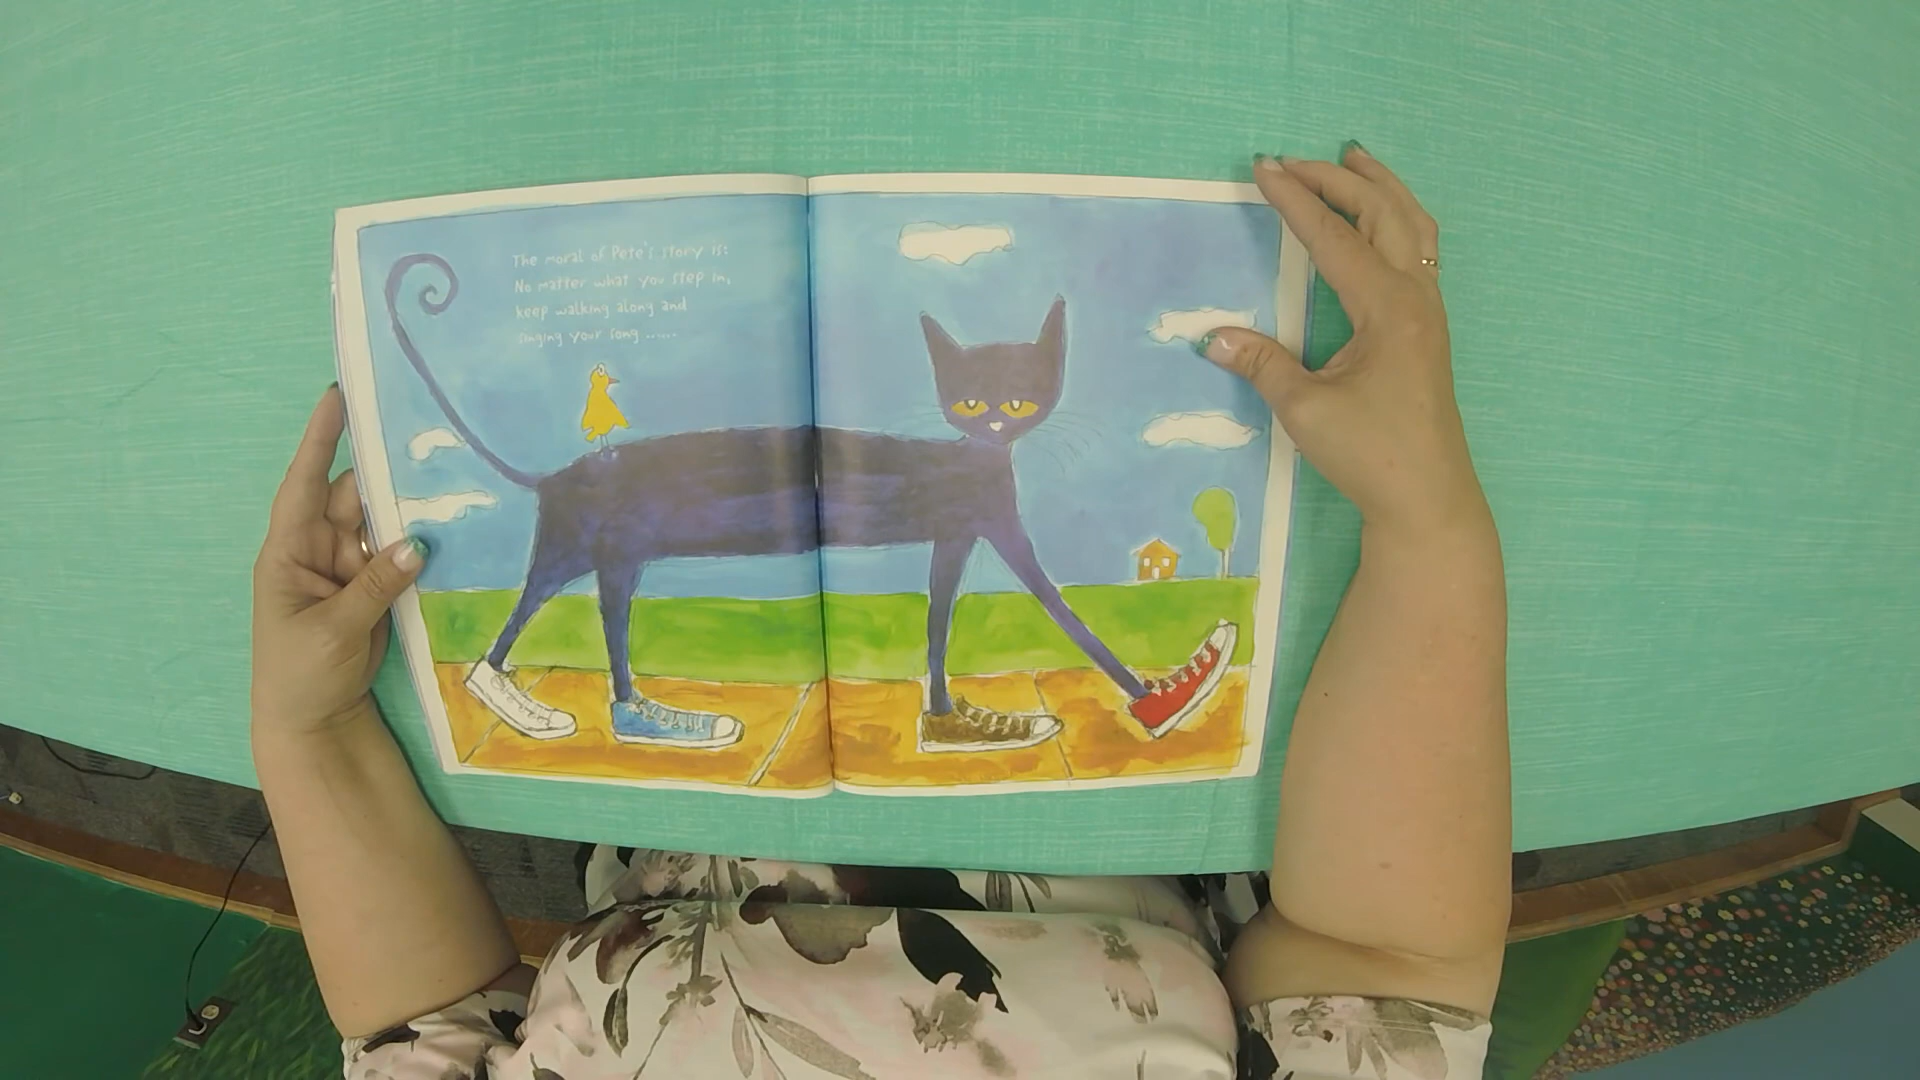 The moral of Pete's story is:
No matter what you step in,
keep walking along and
singing your song ......